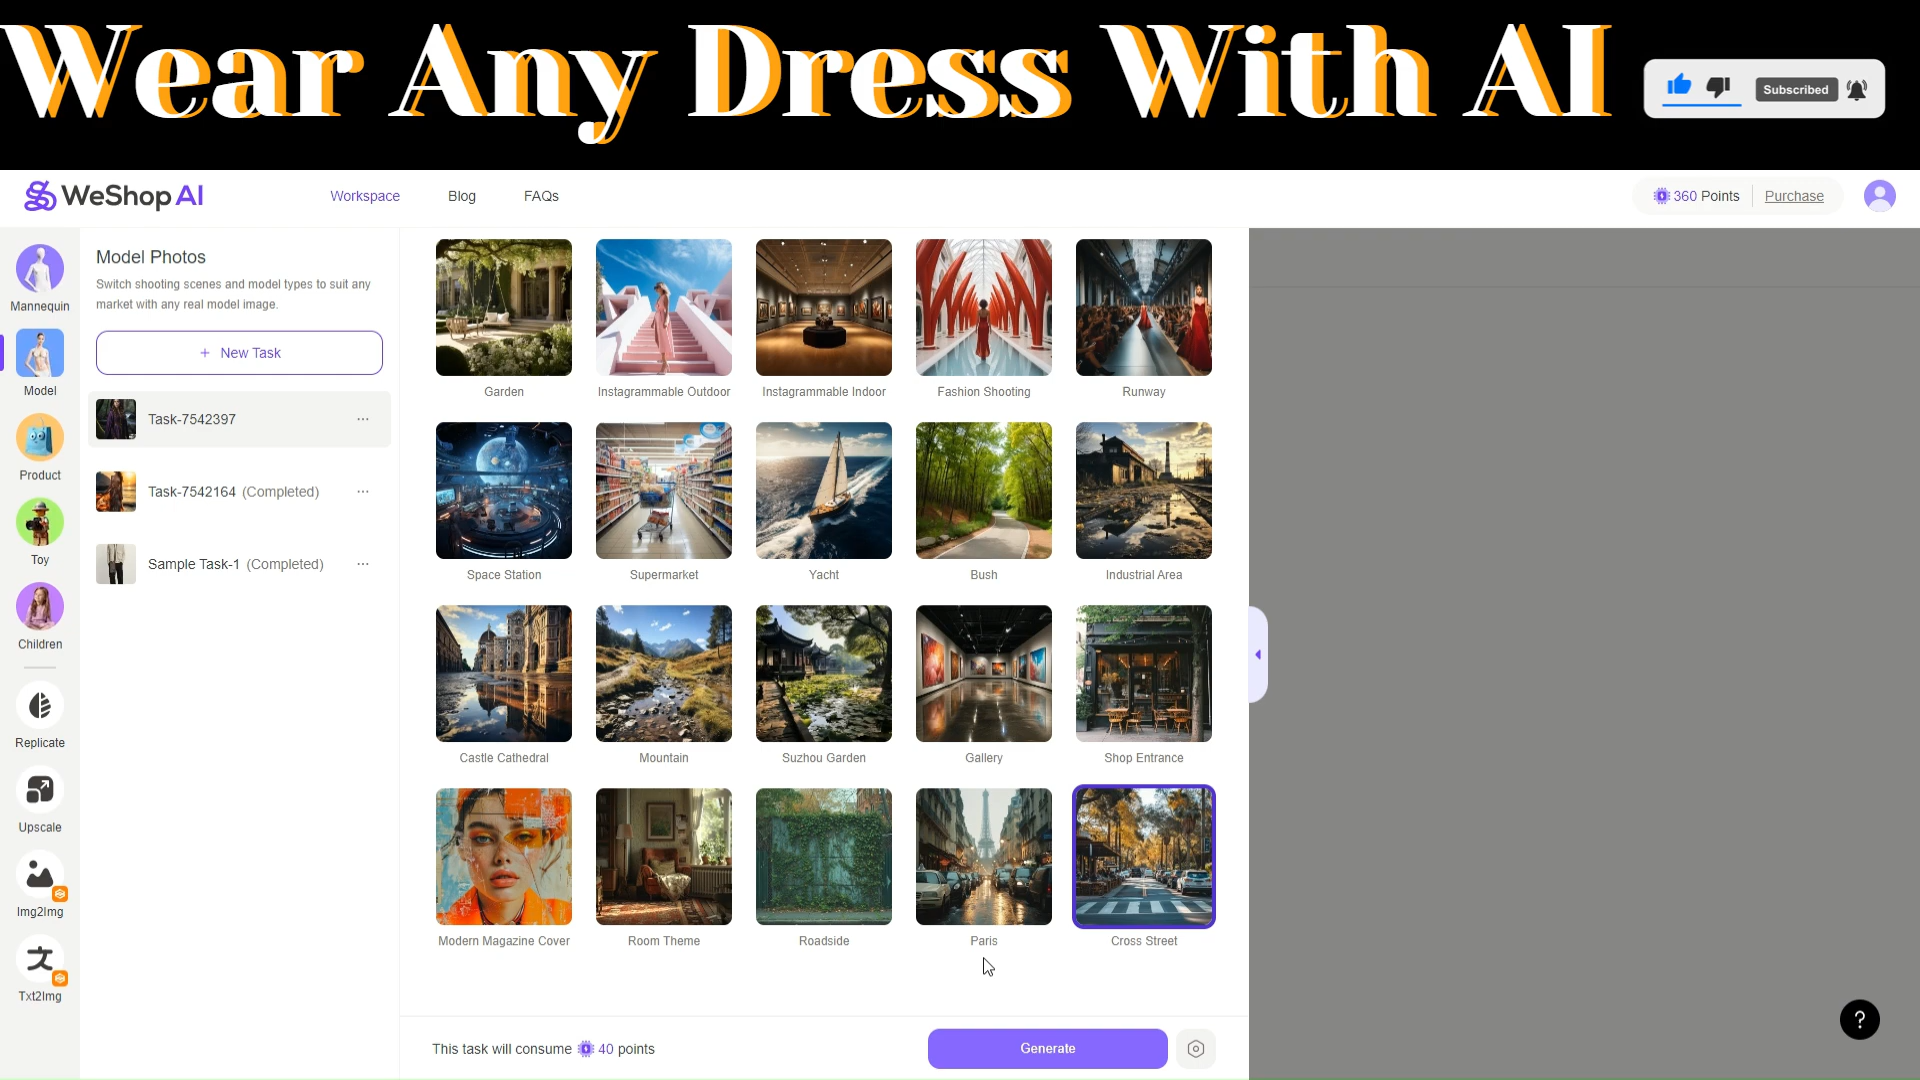 Wear Any Dress With AI
Subscribed
WeShop AI
Workspace
Blog
FAQs
360 Points
Purchase
Mannequin
Model
Product
Toy
Children
Replicate
Upscale
Img2Img
Txt2Img
Model Photos
Switch shooting scenes and model types to suit any
market with any real model image.
+ New Task
Task-7542397 ...
Task-7542164 (Completed) ...
Sample Task-1 (Completed) ...
Garden
Instagrammable Outdoor
Instagrammable Indoor
Fashion Shooting
Runway
Space Station
Supermarket
Yacht
Bush
Industrial Area
Castle Cathedral
Mountain
Suzhou Garden
Gallery
Shop Entrance
Modern Magazine Cover
Room Theme
Roadside
Paris
Cross Street
This task will consume 40 points
Generate
?